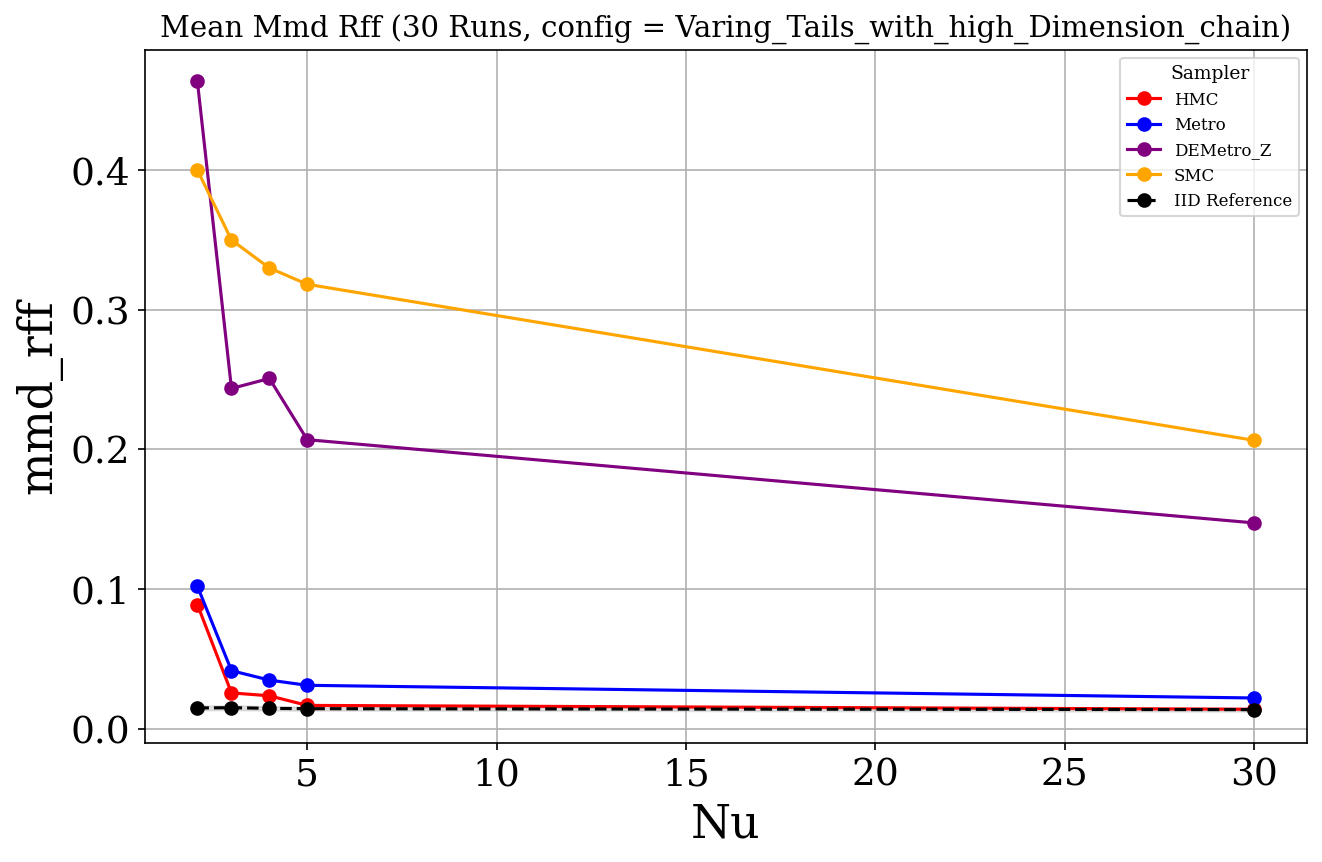 Mean Mmd Rff (30 Runs, config = Varing_Tails_with_high_Dimension_chain)
Sampler
HMC
Metro
DEMetro_Z
SMC
IID Reference
mmd_rff
0.4
0.3
0.2
0.1
0.0
5 10 15 20 25 30
Nu